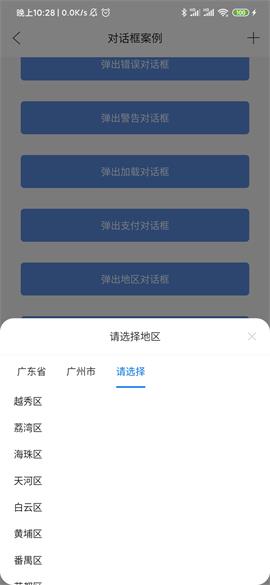 晚上10:28 | 0.0K/s
100
对话框案例
弹出错误对话框
弹出警告对话框
弹出加载对话框
弹出支付对话框
弹出地区对话框
请选择地区
广东省 广州市 请选择
越秀区
荔湾区
海珠区
天河区
白云区
黄埔区
番禺区